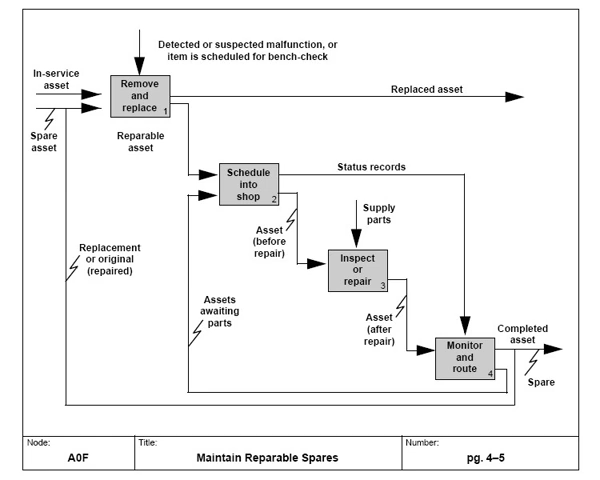 Detected or suspected malfunction, or
item is scheduled for bench-check
In-service
asset
Remove
and
replace
1
Replaced asset
Spare
asset
Reparable
asset
Schedule
into
shop
2
Status records
Supply
parts
Asset
(before
repair)
Replacement
or original
(repaired)
Inspect
or
repair
3
Assets
awaiting
parts
Asset
(after
repair)
Completed
asset
Monitor
and
route
4
Spare
Node:
A0F
Title:
Maintain Reparable Spares
Number:
pg. 4–5